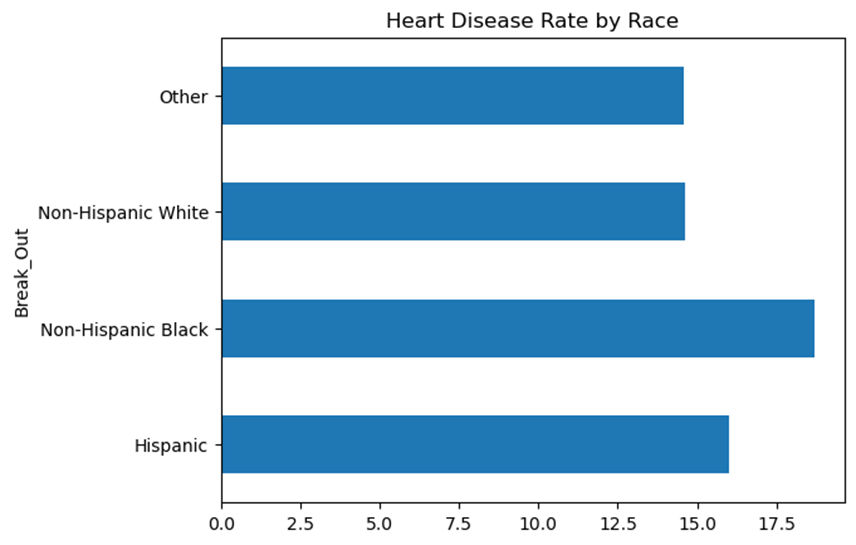 Heart Disease Rate by Race
Other
Non-Hispanic White
Non-Hispanic Black
Hispanic
Break_Out
0.0 2.5 5.0 7.5 10.0 12.5 15.0 17.5